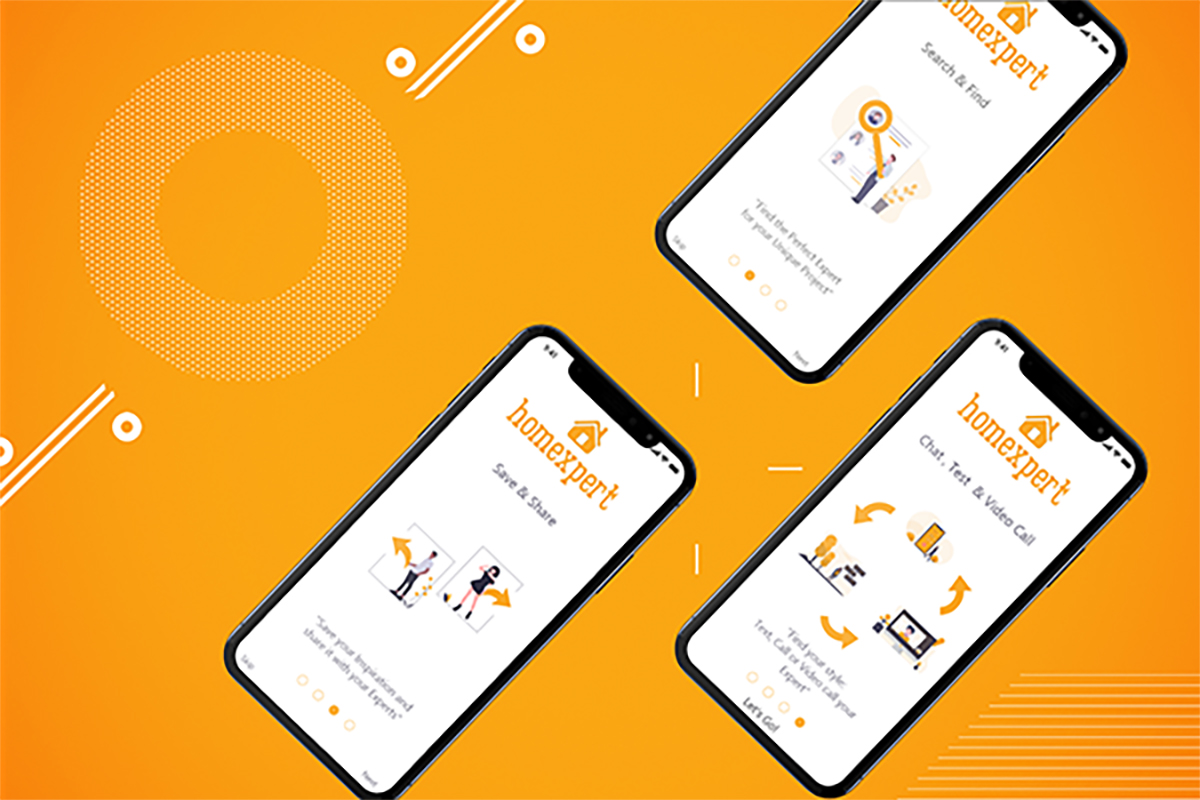 homexpert
Search & Find
"Find the Perfect Expert
for your Unique Project"
Skip
Next
9:41
homexpert
Save & Share
"Save your Inspiration and
share it with your Experts"
Skip
Next
9:41
homexpert
Chat , Test & Video Call
"Find your style:
Text, Call or Video call your
Expert"
Let's Go!